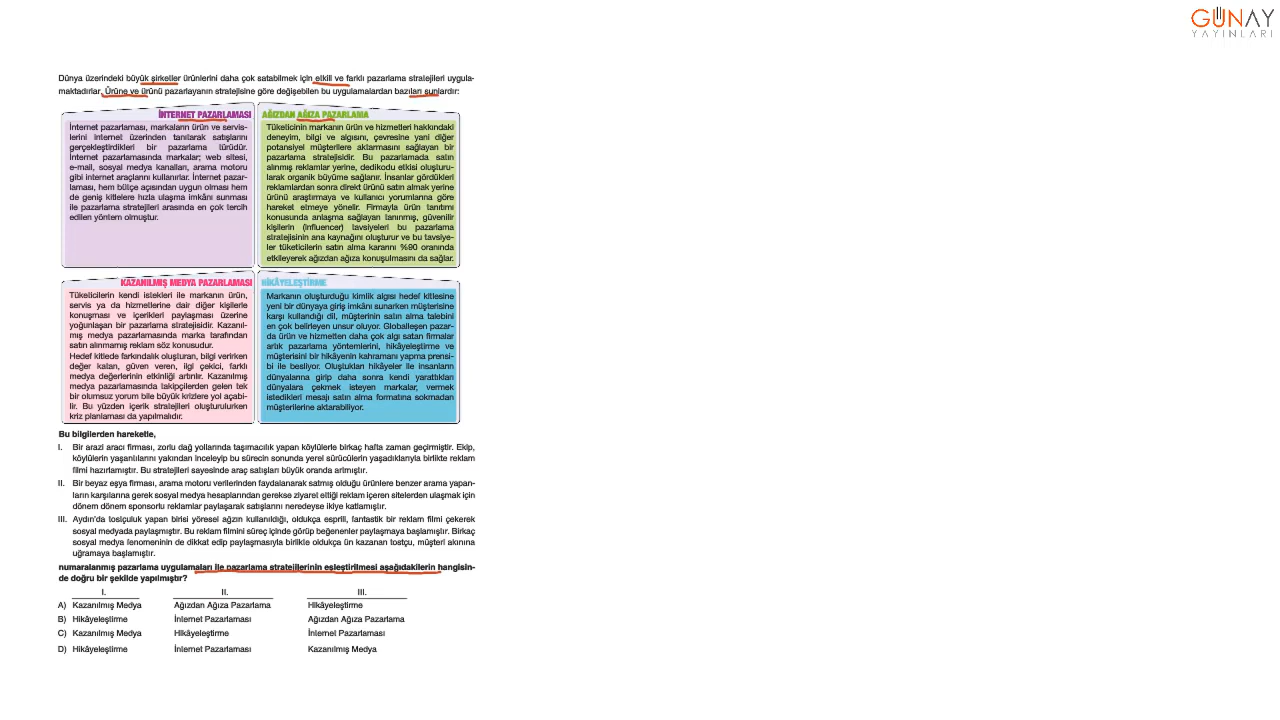 GÜNAY
YAYINLARI
Dünya üzerindeki büyük şirketler ürünlerini daha çok satabilmek için etkili ve farklı pazarlama stratejileri uygula-
maktadırlar. Ürüne ve ürünü pazarlayanın stratejisine göre değişebilen bu uygulamalardan bazıları şunlardır:
İNTERNET PAZARLAMASI
İnternet pazarlaması, markaların ürün ve servis-
lerini internet üzerinden tanılarak satışlarını
gerçekleştirdikleri bir pazarlama türüdür.
İnternet pazarlamasında markalar; web sitesi,
e-mail, sosyal medya kanalları, arama motoru
gibi internet araçlarını kullanırlar. İnternet pazar-
laması, hem bütçe açısından uygun olması hem
de geniş kitlelere hızla ulaşma imkânı sunması
ile pazarlama stratejileri arasında en çok tercih
edilen yöntem olmuştur.
AĞIZDAN AĞIZA PAZARLAMA
Tüketicinin markanın ürün ve hizmetleri hakkındaki
deneyim, bilgi ve algısını, çevresine yani diğer
potansiyel müşterilere aktarmasını sağlayan bir
pazarlama stratejisidir. Bu pazarlamada satın
alınmış reklamlar yerine, dedikodu etkisi oluşturu-
larak organik büyüme sağlanır. İnsanlar gördükleri
reklamlardan sonra direkt ürünü satın almak yerine
ürünü araştırmaya ve kullanıcı yorumlarına göre
hareket etmeye yönelir. Firmayla ürün tanıtımı
konusunda anlaşma sağlayan tanınmış, güvenilir
kişilerin (influencer) tavsiyeleri bu pazarlama
stratejisinin ana kaynağını oluşturur ve bu tavsiye-
ler tüketicilerin satın alma kararını %90 oranında
etkileyerek ağızdan ağıza konuşulmasını da sağlar.
KAZANILMIŞ MEDYA PAZARLAMASI
Tüketicilerin kendi istekleri ile markanın ürün,
servis ya da hizmetlerine dair diğer kişilerle
konuşması ve içerikleri paylaşması üzerine
yoğunlaşan bir pazarlama stratejisidir. Kazanıl-
mış medya pazarlamasında marka tarafından
satın alınmamış reklam söz konusudur.
Hedef kitlede farkındalık oluşturan, bilgi verirken
değer katan, güven veren, ilgi çekici, farklı
medya değerlerinin etkinliği artırılır. Kazanılmış
medya pazarlamasında takipçilerden gelen tek
bir olumsuz yorum bile büyük krizlere yol açabi-
lir. Bu yüzden içerik stratejileri oluşturulurken
kriz planlaması da yapılmalıdır.
HİKÂYELEŞTİRME
Markanın oluşturduğu kimlik algısı hedef kitlesine
yeni bir dünyaya giriş imkânı sunarken müşterisine
karşı kullandığı dil, müşterinin satın alma talebini
en çok belirleyen unsur oluyor. Globalleşen pazar-
da ürün ve hizmetten daha çok algı satan firmalar
artık pazarlama yöntemlerini, hikâyeleştirme ve
müşterisini bir hikâyenin kahramanı yapma prensi-
bi ile besliyor. Oluştukları hikâyeler ile insanların
dünyalarına girip daha sonra kendi yarattıkları
dünyalara çekmek isteyen markalar, vermek
istedikleri mesajı satın alma formatına sokmadan
müşterilerine aktarabiliyor.
Bu bilgilerden hareketle,
I. Bir arazi aracı firması, zorlu dağ yollarında taşımacılık yapan köylülerle birkaç hafta zaman geçirmiştir. Ekip,
köylülerin yaşantılarını yakından inceleyip bu sürecin sonunda yerel sürücülerin yaşadıklarıyla birlikte reklam
filmi hazırlamıştır. Bu stratejileri sayesinde araç satışları büyük oranda artmıştır.
II. Bir beyaz eşya firması, arama motoru verilerinden faydalanarak satmış olduğu ürünlere benzer arama yapan-
ların karşılarına gerek sosyal medya hesaplarından gerekse ziyaret ettiği reklam içeren sitelerden ulaşmak için
dönem dönem sponsorlu reklamlar paylaşarak satışlarını neredeyse ikiye katlamıştır.
III. Aydın’da tostçuluk yapan birisi yöresel ağzın kullanıldığı, oldukça esprili, fantastik bir reklam filmi çekerek
sosyal medyada paylaşmıştır. Bu reklam filmini süreç içinde görüp beğenenler paylaşmaya başlamıştır. Birkaç
sosyal medya fenomeninin de dikkat edip paylaşmasıyla birlikte oldukça ün kazanan tostçu, müşteri akınına
uğramaya başlamıştır.
numaralanmış pazarlama uygulamaları ile pazarlama stratejilerinin eşleştirilmesi aşağıdakilerin hangisin-
de doğru bir şekilde yapılmıştır?
I. II. III.
A) Kazanılmış Medya Ağızdan Ağıza Pazarlama Hikâyeleştirme
B) Hikâyeleştirme İnternet Pazarlaması Ağızdan Ağıza Pazarlama
C) Kazanılmış Medya Hikâyeleştirme İnternet Pazarlaması
D) Hikâyeleştirme İnternet Pazarlaması Kazanılmış Medya